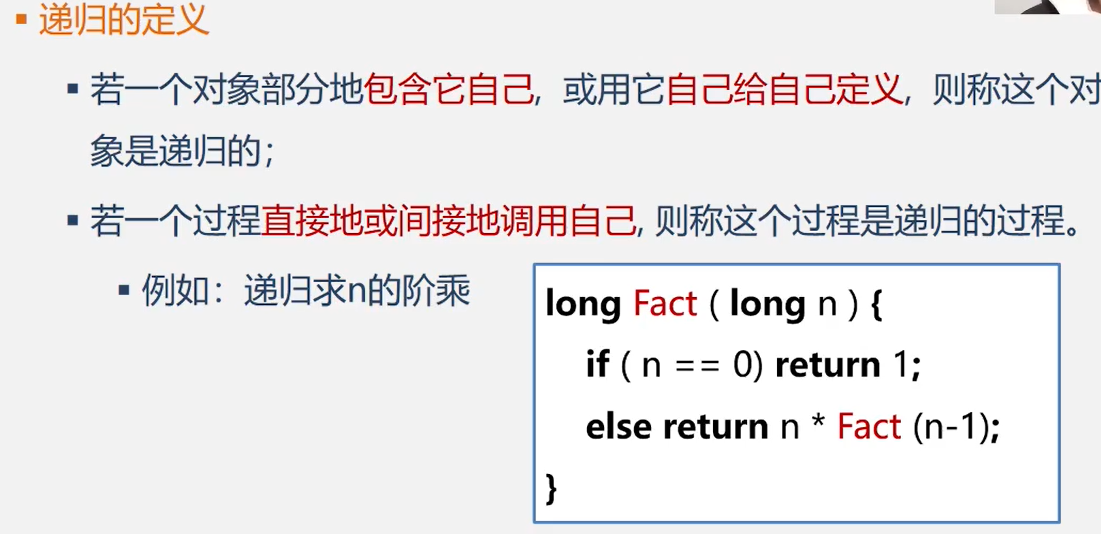 ▪ 递归的定义
▪ 若一个对象部分地包含它自己, 或用它自己给自己定义, 则称这个对
象是递归的;
▪ 若一个过程直接地或间接地调用自己, 则称这个过程是递归的过程。
▪ 例如：递归求n的阶乘
long Fact ( long n ) {
if ( n == 0) return 1;
else return n * Fact (n-1);
}